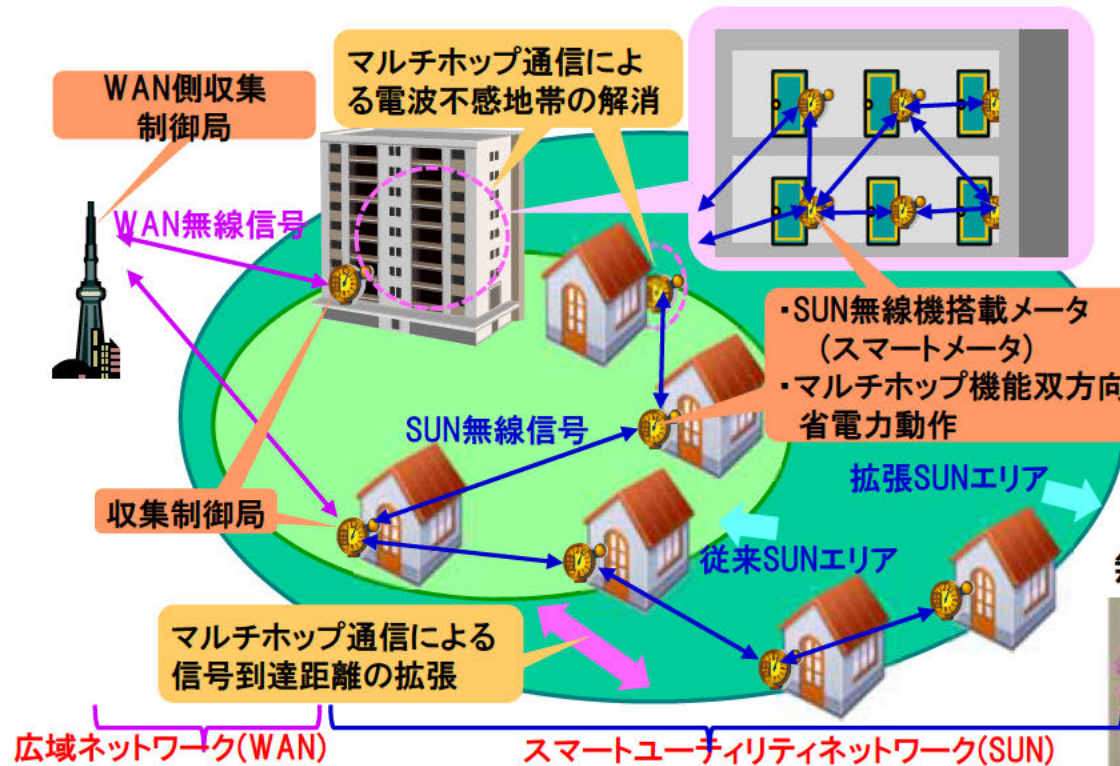 WAN側収集
制御局
マルチホップ通信によ
る電波不感地帯の解消
WAN無線信号
・SUN無線機搭載メータ
(スマートメータ)
・マルチホップ機能双方向
省電力動作
SUN無線信号
拡張SUNエリア
収集制御局
従来SUNエリア
マルチホップ通信による
信号到達距離の拡張
広域ネットワーク(WAN)
スマートユーティリティネットワーク(SUN)